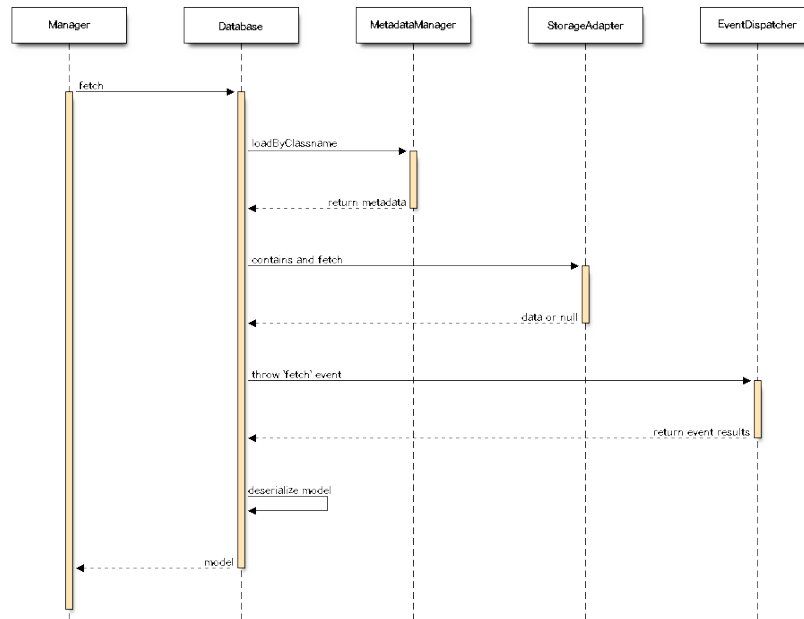 Manager
Database
MetadataManager
StorageAdapter
EventDispatcher
fetch
loadByClassname
return metadata
contains and fetch
data or null
throw 'fetch' event
return event results
deserialize model
model